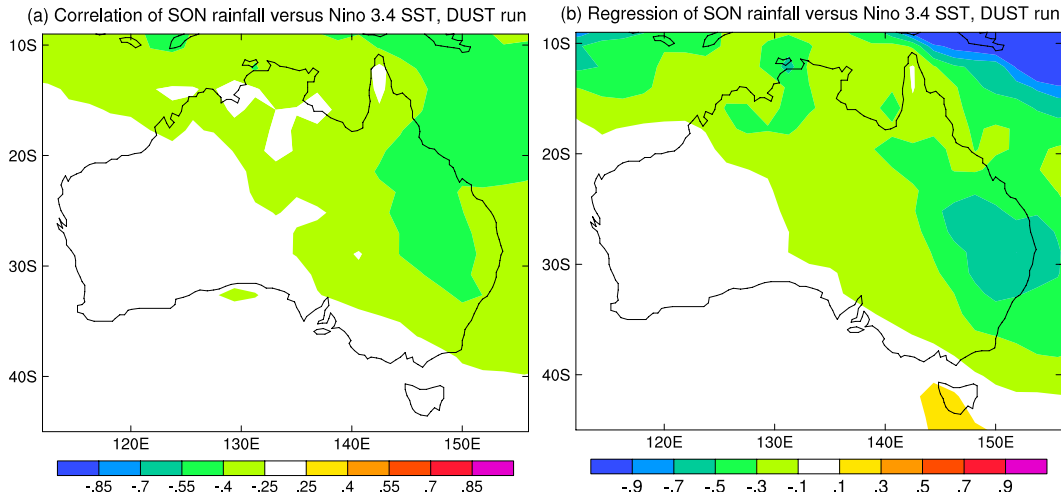 (a) Correlation of SON rainfall versus Nino 3.4 SST, DUST run
10S
20S
30S
40S
120E 130E 140E 150E
-.85 -.7 -.55 -.4 -.25 .25 .4 .55 .7 .85
(b) Regression of SON rainfall versus Nino 3.4 SST, DUST run
10S
20S
30S
40S
120E 130E 140E 150E
-.9 -.7 -.5 -.3 -.1 .1 .3 .5 .7 .9